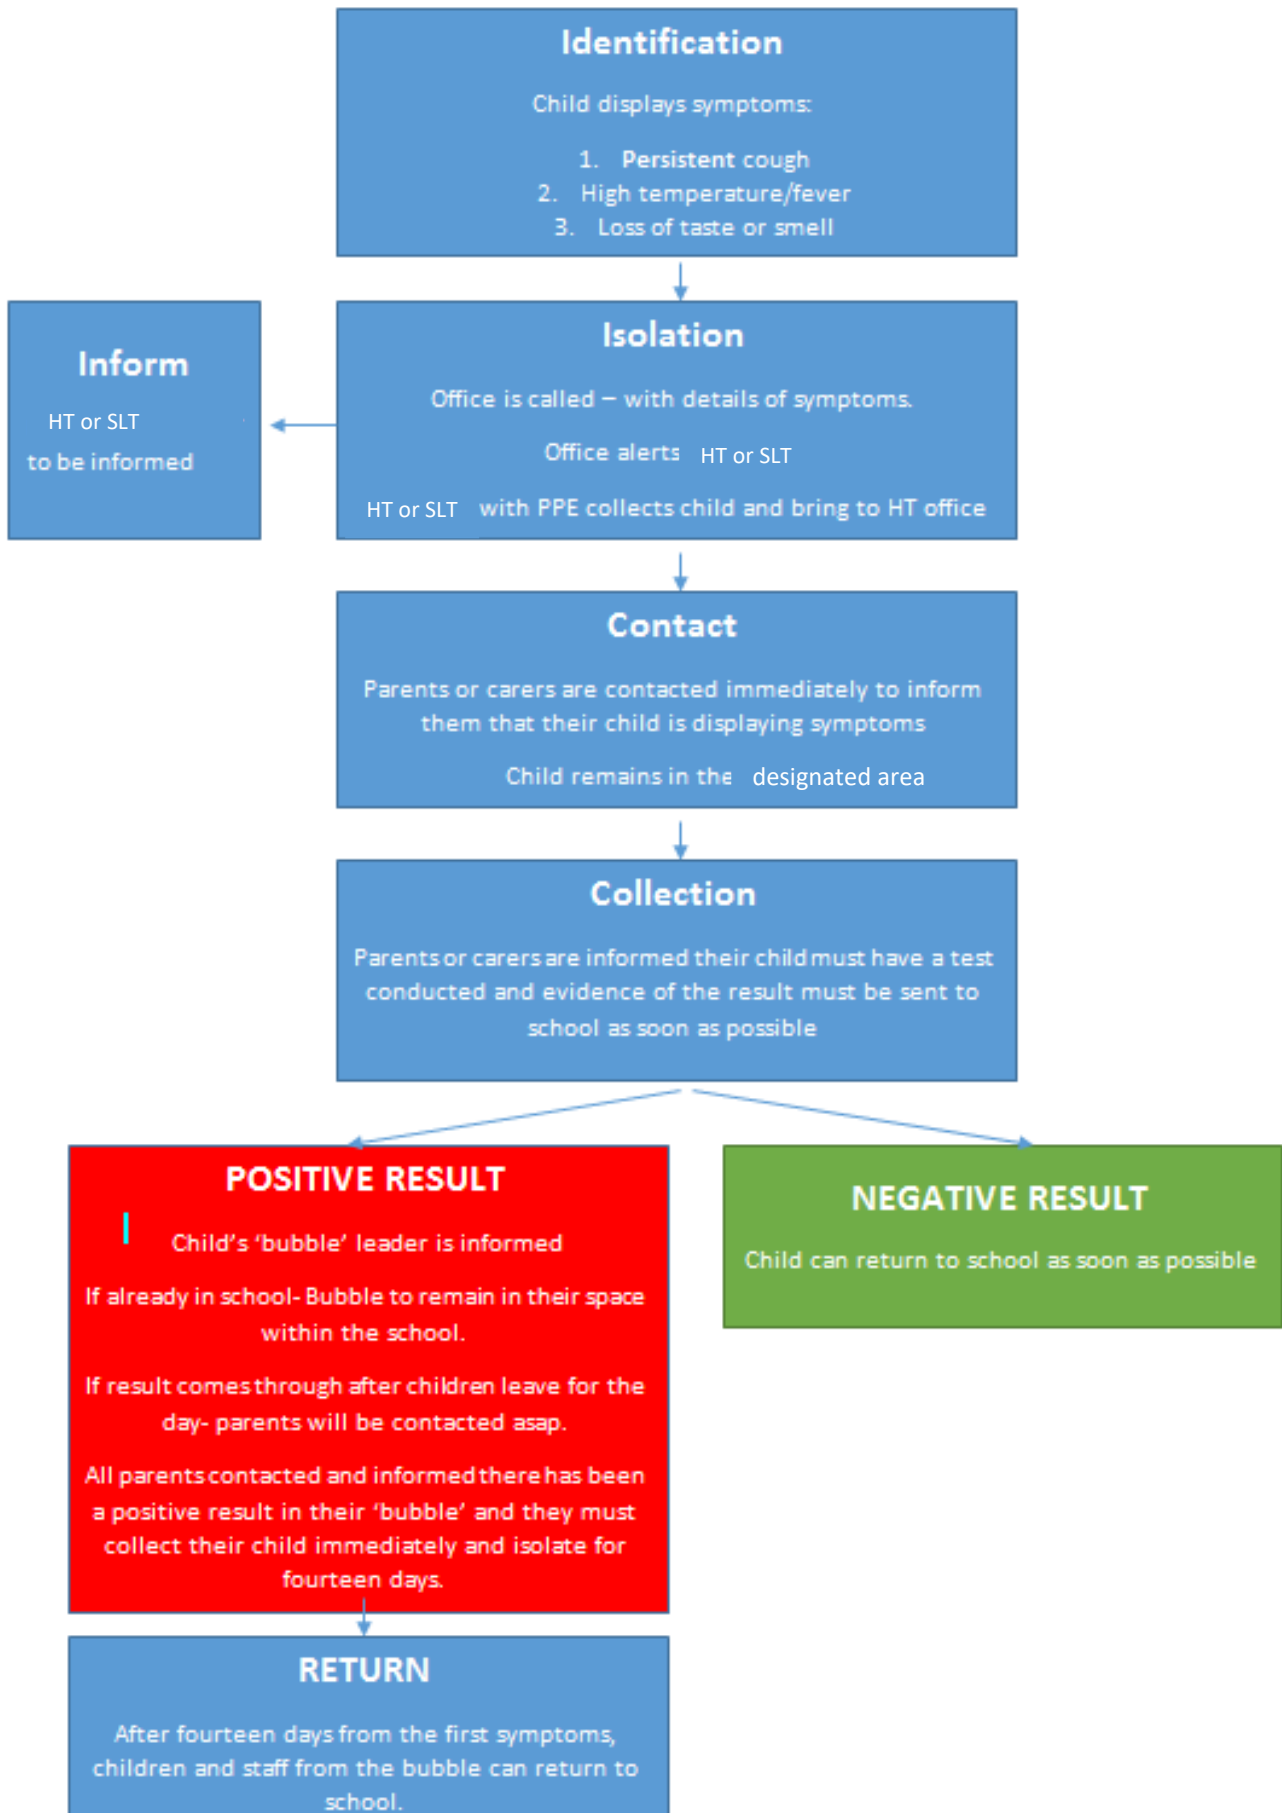 Identification
Child displays symptoms:
1. Persistent cough
2. High temperature/fever
3. Loss of taste or smell
Inform
HT or SLT
to be informed
Isolation
Office is called – with details of symptoms.
Office alerts HT or SLT
HT or SLT with PPE collects child and bring to HT office
Contact
Parents or carers are contacted immediately to inform
them that their child is displaying symptoms
Child remains in the designated area
Collection
Parents or carers are informed their child must have a test
conducted and evidence of the result must be sent to
school as soon as possible
POSITIVE RESULT
Child's 'bubble' leader is informed
If already in school- Bubble to remain in their space
within the school.
If result comes through after children leave for the
day- parents will be contacted asap.
All parents contacted and informed there has been
a positive result in their 'bubble' and they must
collect their child immediately and isolate for
fourteen days.
NEGATIVE RESULT
Child can return to school as soon as possible
RETURN
After fourteen days from the first symptoms,
children and staff from the bubble can return to
school.